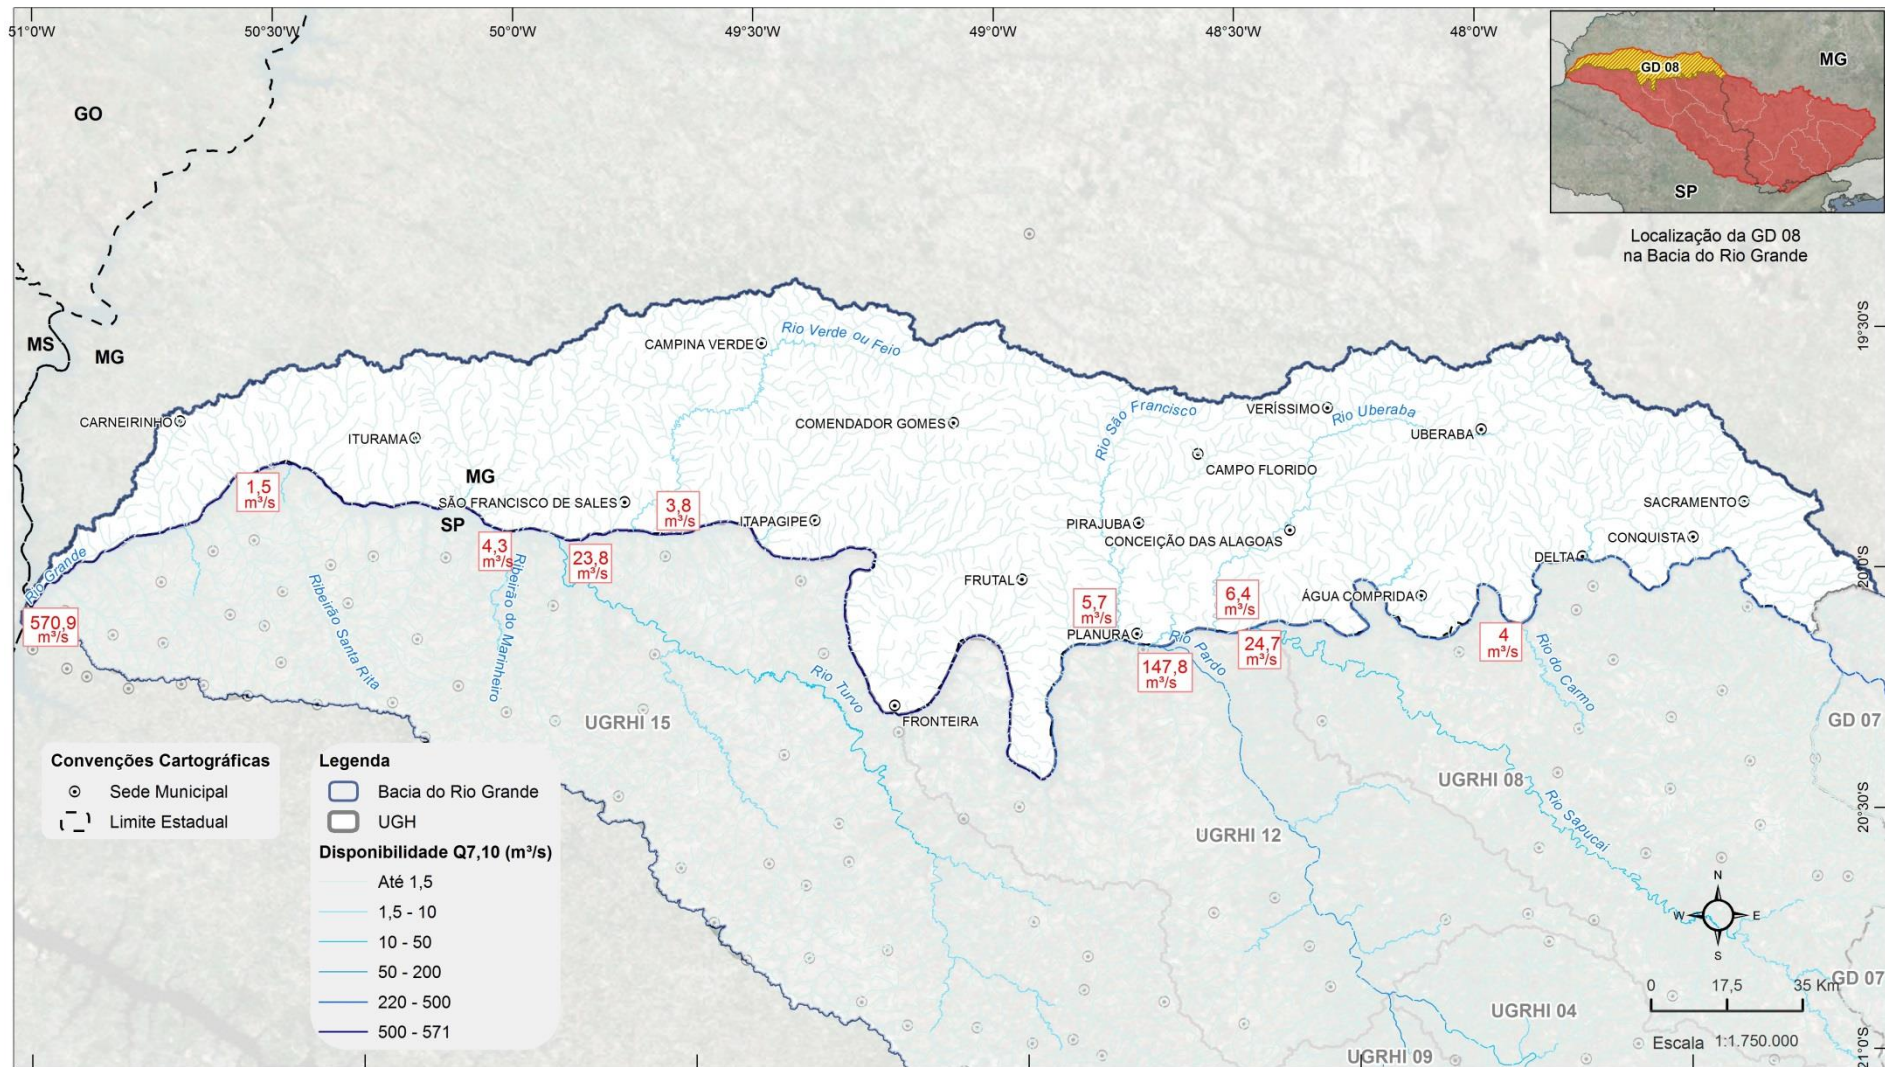 51°0'W
50°30'W
50°0'W
49°30'W
49°0'W
48°30'W
48°0'W
GO
MS
MG
GD 08
MG
SP
Localização da GD 08
na Bacia do Rio Grande
19°30'S
20°0'S
20°30'S
21°0'S
CAMPINA VERDE
Rio Verde ou Feio
CARNEIRINHO
ITURAMA
COMENDADOR GOMES
Rio São Francisco
VERÍSSIMO
Rio Uberaba
UBERABA
CAMPO FLORIDO
MG
SÃO FRANCISCO DE SALES
SP
1,5
m³/s
3,8
m³/s
ITAPAGIPE
PIRAJUBA
CONCEIÇÃO DAS ALAGOAS
SACRAMENTO
CONQUISTA
DELTA
4,3
m³/s
23,8
m³/s
Rio Grande
570,9
m³/s
Ribeirão Santa Rita
Ribeirão do Marinheiro
FRUTAL
5,7
m³/s
6,4
m³/s
ÁGUA COMPRIDA
PLANURA
Rio Pardo
147,8
m³/s
24,7
m³/s
4
m³/s
Rio do Carmo
Rio Turvo
FRONTEIRA
UGRHI 15
GD 07
UGRHI 08
Rio Sapucaí
UGRHI 12
GD 07
UGRHI 04
UGRHI 09
Convenções Cartográficas
Sede Municipal
Limite Estadual
Legenda
Bacia do Rio Grande
UGH
Disponibilidade Q7,10 (m³/s)
Até 1,5
1,5 - 10
10 - 50
50 - 200
220 - 500
500 - 571
N
W
E
S
0
17,5
35 Km
Escala 1:1.750.000